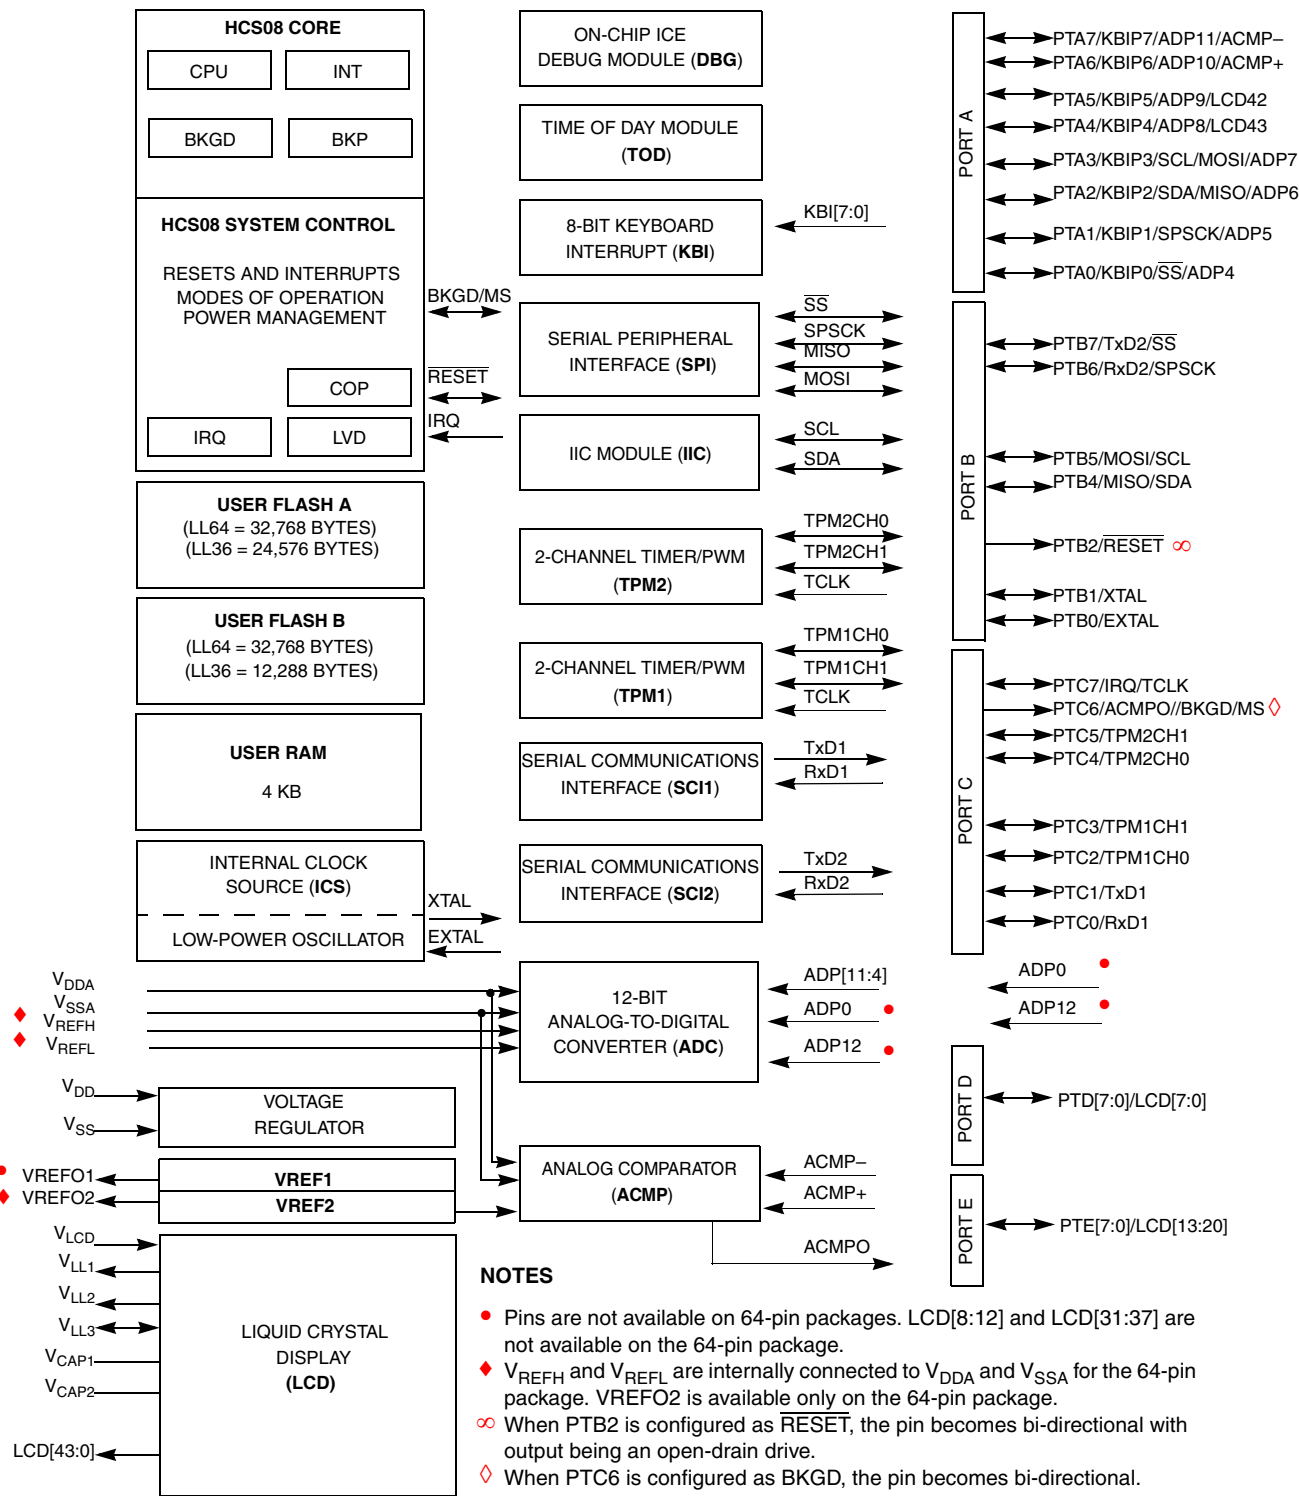 HCS08 CORE
CPU
INT
BKGD
BKP
HCS08 SYSTEM CONTROL
RESETS AND INTERRUPTS
MODES OF OPERATION
POWER MANAGEMENT
COP
IRQ
LVD
BKGD/MS
RESET
IRQ
USER FLASH A
(LL64 = 32,768 BYTES)
(LL36 = 24,576 BYTES)
USER FLASH B
(LL64 = 32,768 BYTES)
(LL36 = 12,288 BYTES)
USER RAM
4 KB
INTERNAL CLOCK
SOURCE (ICS)
LOW-POWER OSCILLATOR
XTAL
EXTAL
VDDA
VSSA
♦ VREFH
♦ VREFL
VDD
VSS
VOLTAGE
REGULATOR
• VREFO1
♦ VREFO2
VREF1
VREF2
VLCD
VLL1
VLL2
VLL3
VCAP1
VCAP2
LCD[43:0]
LIQUID CRYSTAL
DISPLAY
(LCD)
ON-CHIP ICE
DEBUG MODULE (DBG)
TIME OF DAY MODULE
(TOD)
8-BIT KEYBOARD
INTERRUPT (KBI)
KBI[7:0]
SERIAL PERIPHERAL
INTERFACE (SPI)
SS
SPSCK
MISO
MOSI
IIC MODULE (IIC)
SCL
SDA
2-CHANNEL TIMER/PWM
(TPM2)
TPM2CH0
TPM2CH1
TCLK
2-CHANNEL TIMER/PWM
(TPM1)
TPM1CH0
TPM1CH1
TCLK
SERIAL COMMUNICATIONS
INTERFACE (SCI1)
TxD1
RxD1
SERIAL COMMUNICATIONS
INTERFACE (SCI2)
TxD2
RxD2
12-BIT
ANALOG-TO-DIGITAL
CONVERTER (ADC)
ADP[11:4]
ADP0 •
ADP12 •
ANALOG COMPARATOR
(ACMP)
ACMP–
ACMP+
ACMPO
PORT A
PTA7/KBIP7/ADP11/ACMP–
PTA6/KBIP6/ADP10/ACMP+
PTA5/KBIP5/ADP9/LCD42
PTA4/KBIP4/ADP8/LCD43
PTA3/KBIP3/SCL/MOSI/ADP7
PTA2/KBIP2/SDA/MISO/ADP6
PTA1/KBIP1/SPSCK/ADP5
PTA0/KBIP0/SS/ADP4
PORT B
PTB7/TxD2/SS
PTB6/RxD2/SPSCK
PTB5/MOSI/SCL
PTB4/MISO/SDA
PTB2/RESET ∞
PTB1/XTAL
PTB0/EXTAL
PORT C
PTC7/IRQ/TCLK
PTC6/ACMPO//BKGD/MS ◊
PTC5/TPM2CH1
PTC4/TPM2CH0
PTC3/TPM1CH1
PTC2/TPM1CH0
PTC1/TxD1
PTC0/RxD1
ADP0 •
ADP12 •
PORT D
PTD[7:0]/LCD[7:0]
PORT E
PTE[7:0]/LCD[13:20]
NOTES
• Pins are not available on 64-pin packages. LCD[8:12] and LCD[31:37] are
not available on the 64-pin package.
♦ VREFH and VREFL are internally connected to VDDA and VSSA for the 64-pin
package. VREFO2 is available only on the 64-pin package.
∞ When PTB2 is configured as RESET, the pin becomes bi-directional with
output being an open-drain drive.
◊ When PTC6 is configured as BKGD, the pin becomes bi-directional.